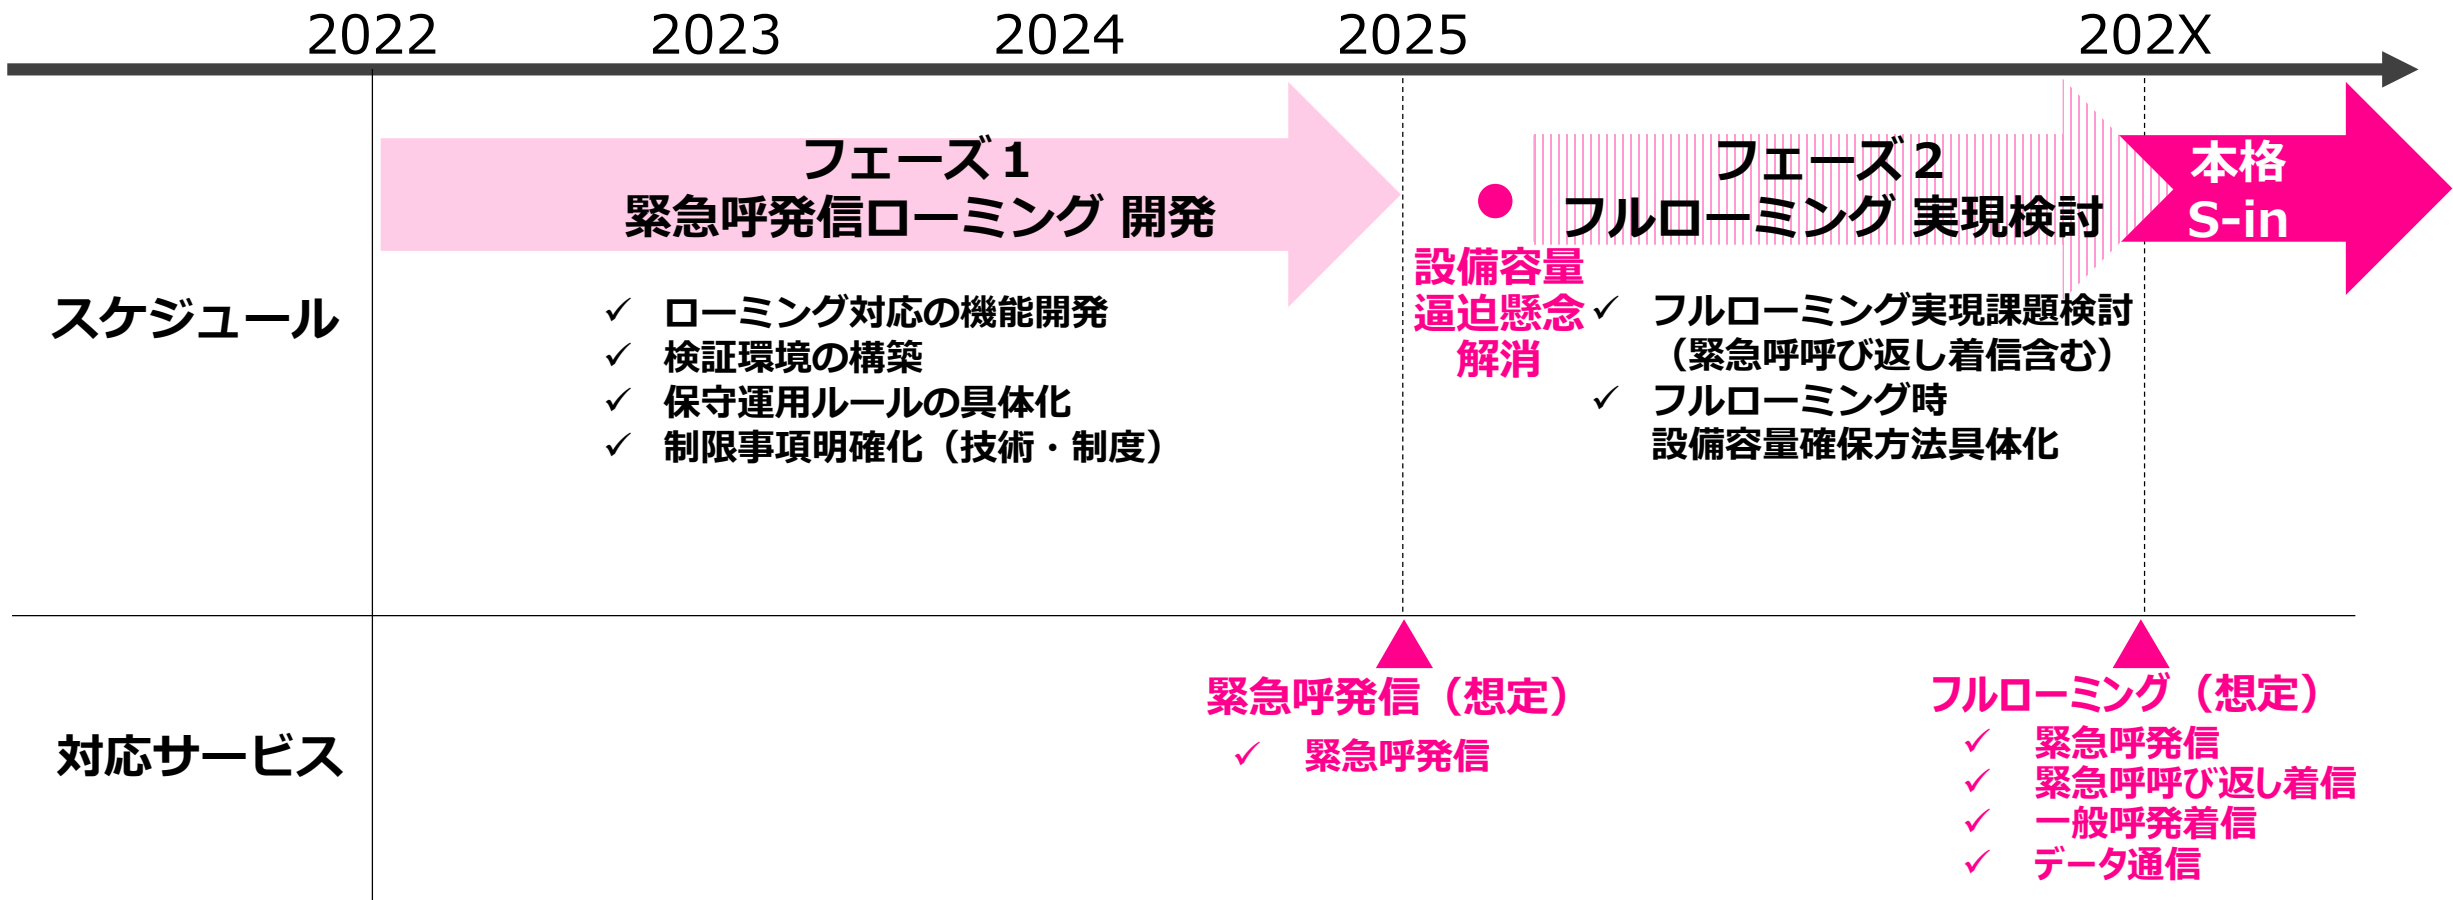 2022 2023 2024 2025 202X
スケジュール
フェーズ1
緊急呼発信ローミング 開発
✓ ローミング対応の機能開発
✓ 検証環境の構築
✓ 保守運用ルールの具体化
✓ 制限事項明確化（技術・制度）
設備容量
逼迫懸念
解消
フェーズ2
フルローミング 実現検討
✓ フルローミング実現課題検討
（緊急呼呼び返し着信含む）
✓ フルローミング時
設備容量確保方法具体化
本格
S-in
対応サービス
緊急呼発信（想定）
✓ 緊急呼発信
フルローミング（想定）
✓ 緊急呼発信
✓ 緊急呼呼び返し着信
✓ 一般呼発着信
✓ データ通信